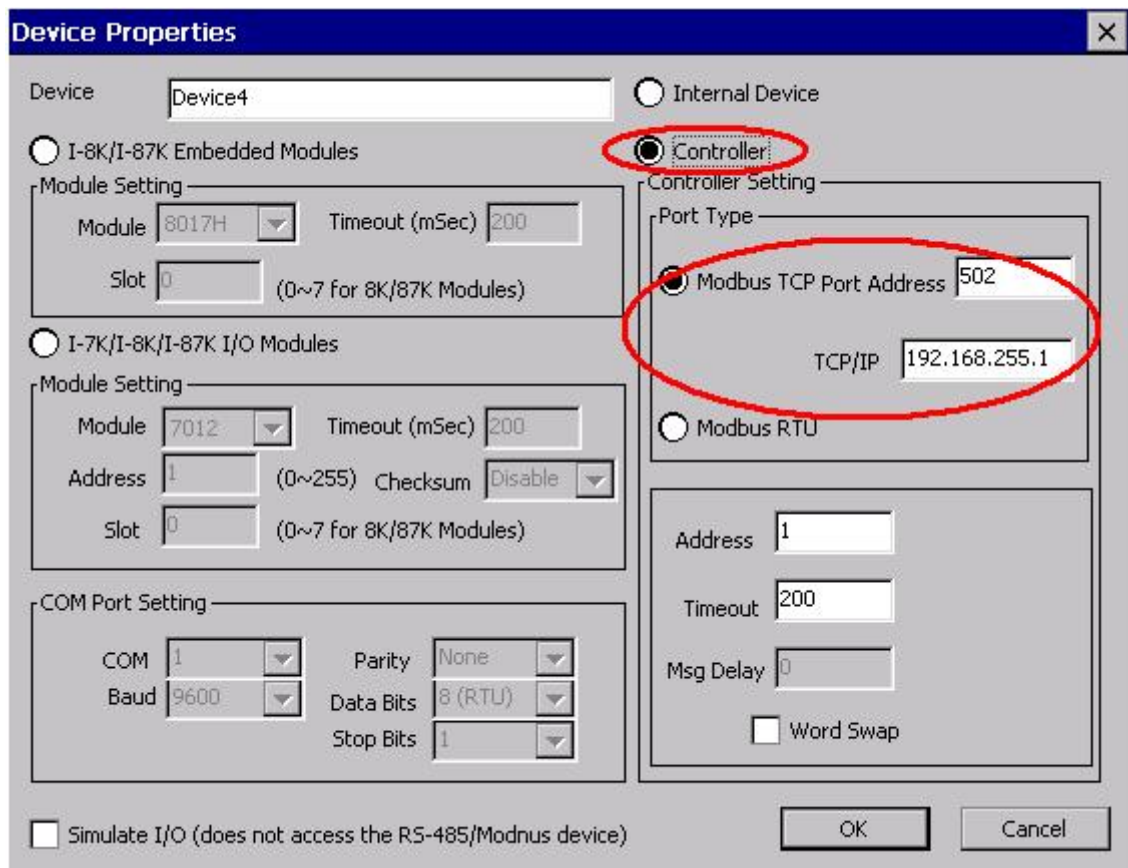 Device Properties
Device Device4
Internal Device
I-8K/I-87K Embedded Modules
Controller
Module Setting
Module 8017H Timeout (mSec) 200
Slot 0 (0~7 for 8K/87K Modules)
I-7K/I-8K/I-87K I/O Modules
Module Setting
Module 7012 Timeout (mSec) 200
Address 1 (0~255) Checksum Disable
Slot 0 (0~7 for 8K/87K Modules)
COM Port Setting
COM 1 Parity None
Baud 9600 Data Bits 8 (RTU)
Stop Bits 1
Controller Setting
Port Type
Modbus TCP Port Address 502
TCP/IP 192.168.255.1
Modbus RTU
Address 1
Timeout 200
Msg Delay 0
Word Swap
Simulate I/O (does not access the RS-485/Modnus device)
OK Cancel